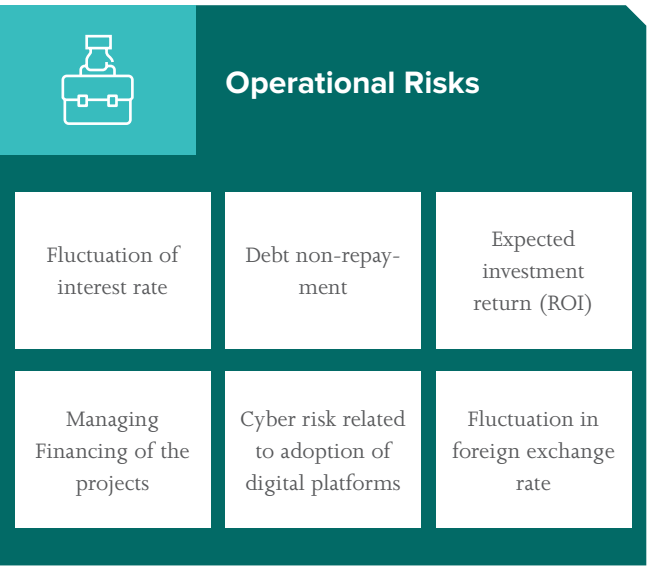 Operational Risks
Fluctuation of
interest rate
Debt non-repay-
ment
Expected
investment
return (ROI)
Managing
Financing of the
projects
Cyber risk related
to adoption of
digital platforms
Fluctuation in
foreign exchange
rate